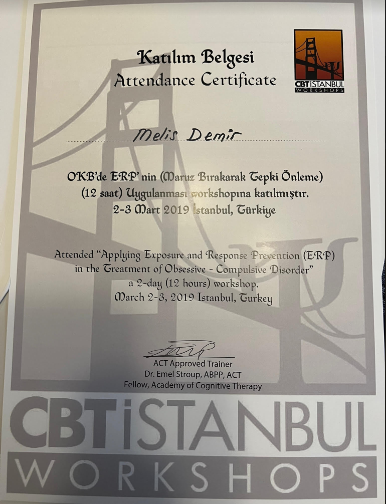 Katılım Belgesi
Attendance Certificate
CBTİSTANBUL
WORKSHOPS
Melis Demir
OKB'de ERP' nin (Maruz Bırakarak Tepki Önleme)
(12 saat) Uygulanması workshopına katılmıştır.
2-3 Mart 2019 İstanbul, Türkiye
Attended "Applying Exposure and Response Prevention (ERP)
in the Treatment of Obsessive - Compulsive Disorder"
a 2-day (12 hours) workshop.
March 2-3, 2019 İstanbul, Turkey
ACT Approved Trainer
Dr. Emel Stroup, ABPP, ACT
Fellow, Academy of Cognitive Therapy
CBTİSTANBUL
WORKSHOPS